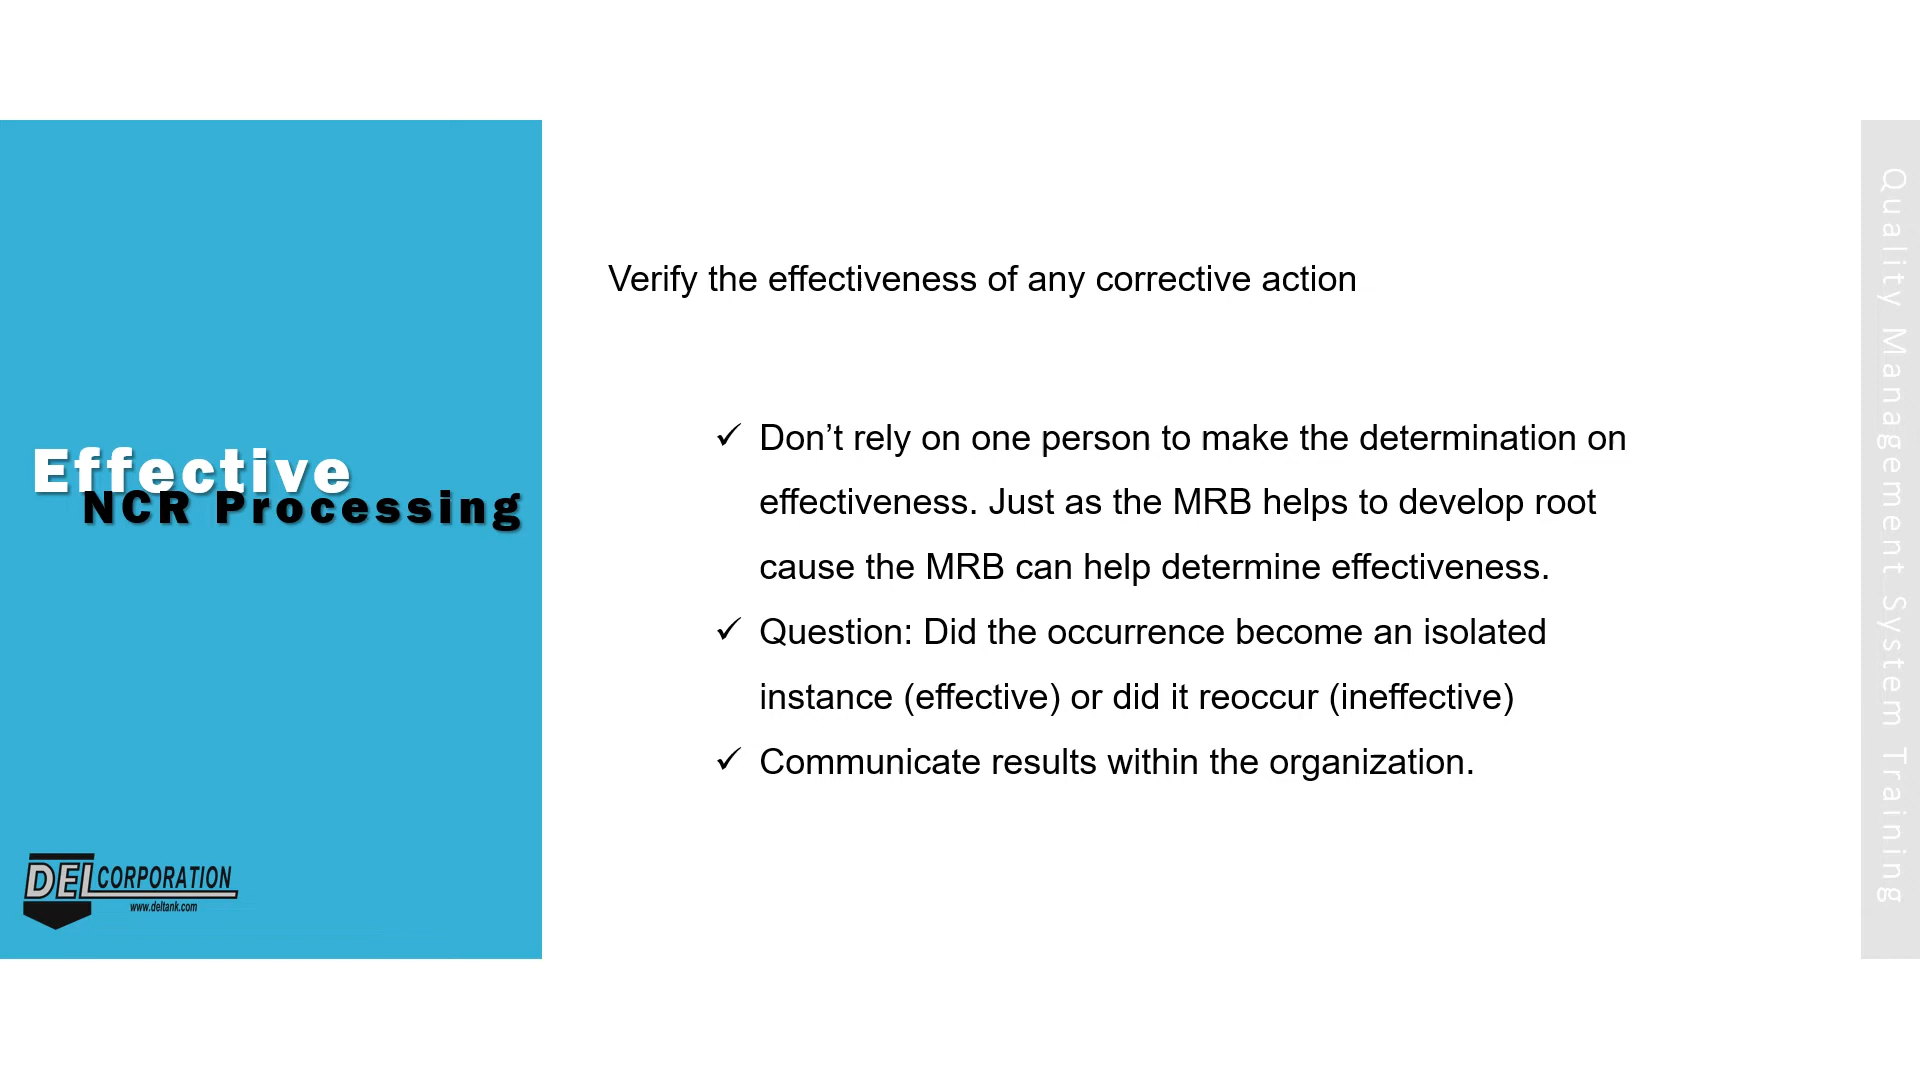 Effective
NCR Processing
DEL CORPORATION
www.deltank.com
Verify the effectiveness of any corrective action
✓ Don’t rely on one person to make the determination on
effectiveness. Just as the MRB helps to develop root
cause the MRB can help determine effectiveness.
✓ Question: Did the occurrence become an isolated
instance (effective) or did it reoccur (ineffective)
✓ Communicate results within the organization.
Quality Management System Training